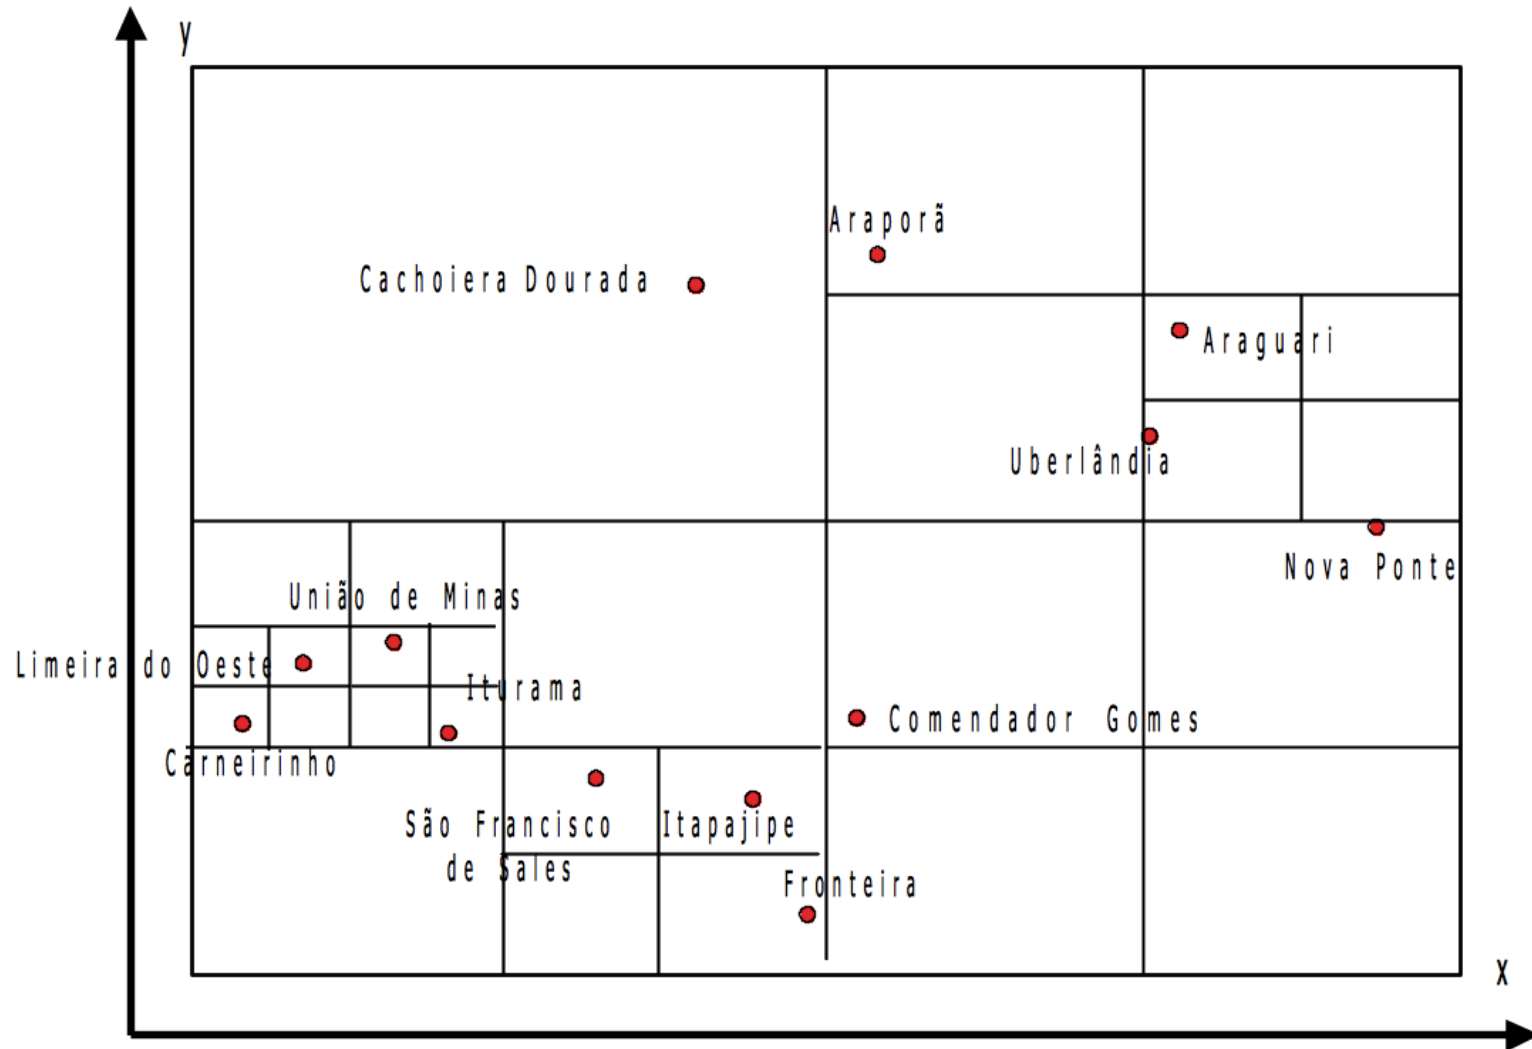 y
Araporã
Cachoiera Dourada
Araguari
Uberlândia
Nova Ponte
União de Minas
Limeira do Oeste
Iturama
Comendador Gomes
Carneirinho
São Francisco
de Sales
Itapajipe
Fronteira
x